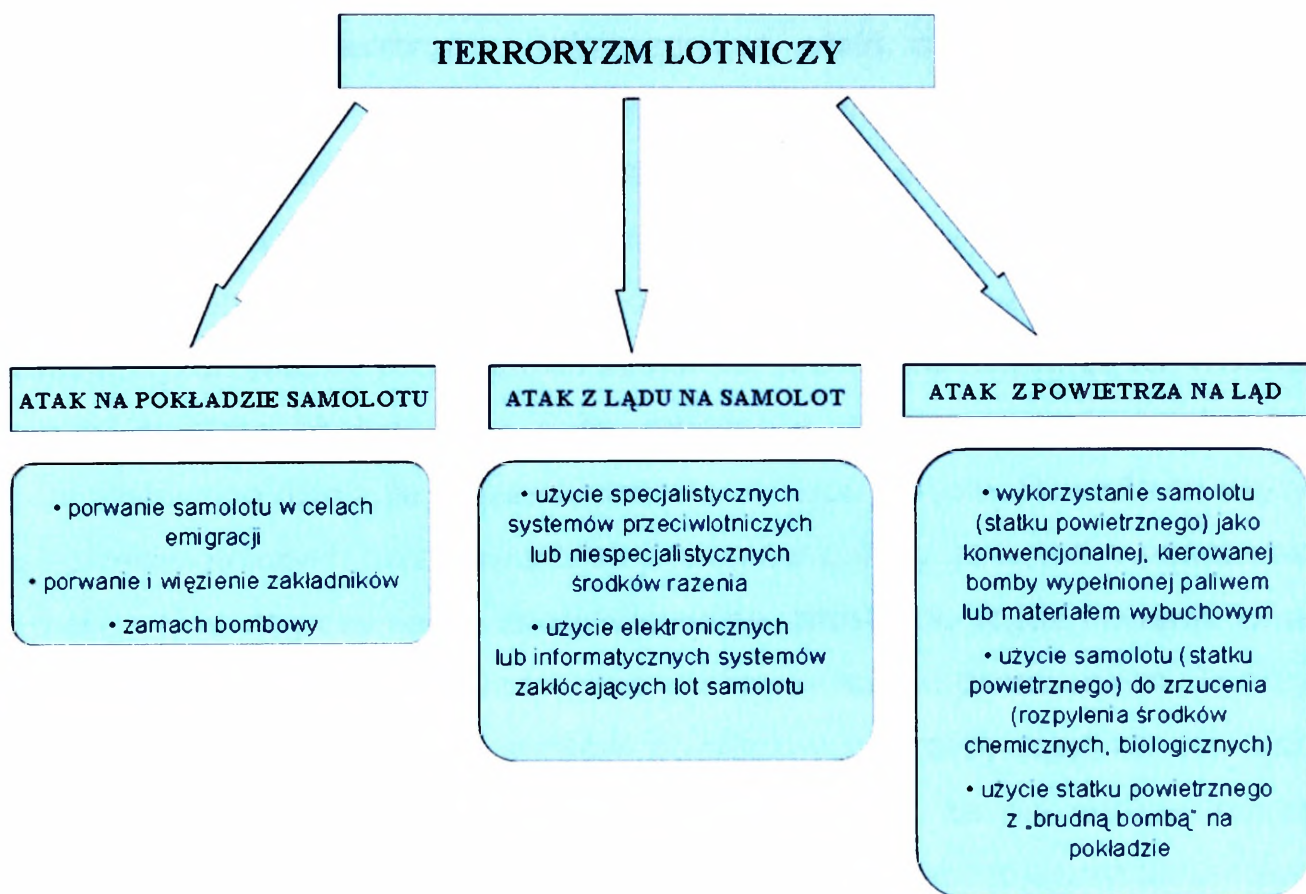 TERRORYZM LOTNICZY
ATAK NA POKŁADZIE SAMOLOTU
• porwanie samolotu w celach
emigracji
• porwanie i więzienie zakładników
• zamach bombowy
ATAK Z LĄDU NA SAMOLOT
• użycie specjalistycznych
systemów przeciwlotniczych
lub niespecjalistycznych
środków rażenia
• użycie elektronicznych
lub informatycznych systemów
zakłócających lot samolotu
ATAK Z POWIETRZA NA LĄD
• wykorzystanie samolotu
(statku powietrznego) jako
konwencjonalnej, kierowanej
bomby wypełnionej paliwem
lub materiałem wybuchowym
• użycie samolotu (statku
powietrznego) do zrzucenia
(rozpylenia środków
chemicznych, biologicznych)
• użycie statku powietrznego
z „brudną bombą" na
pokładzie